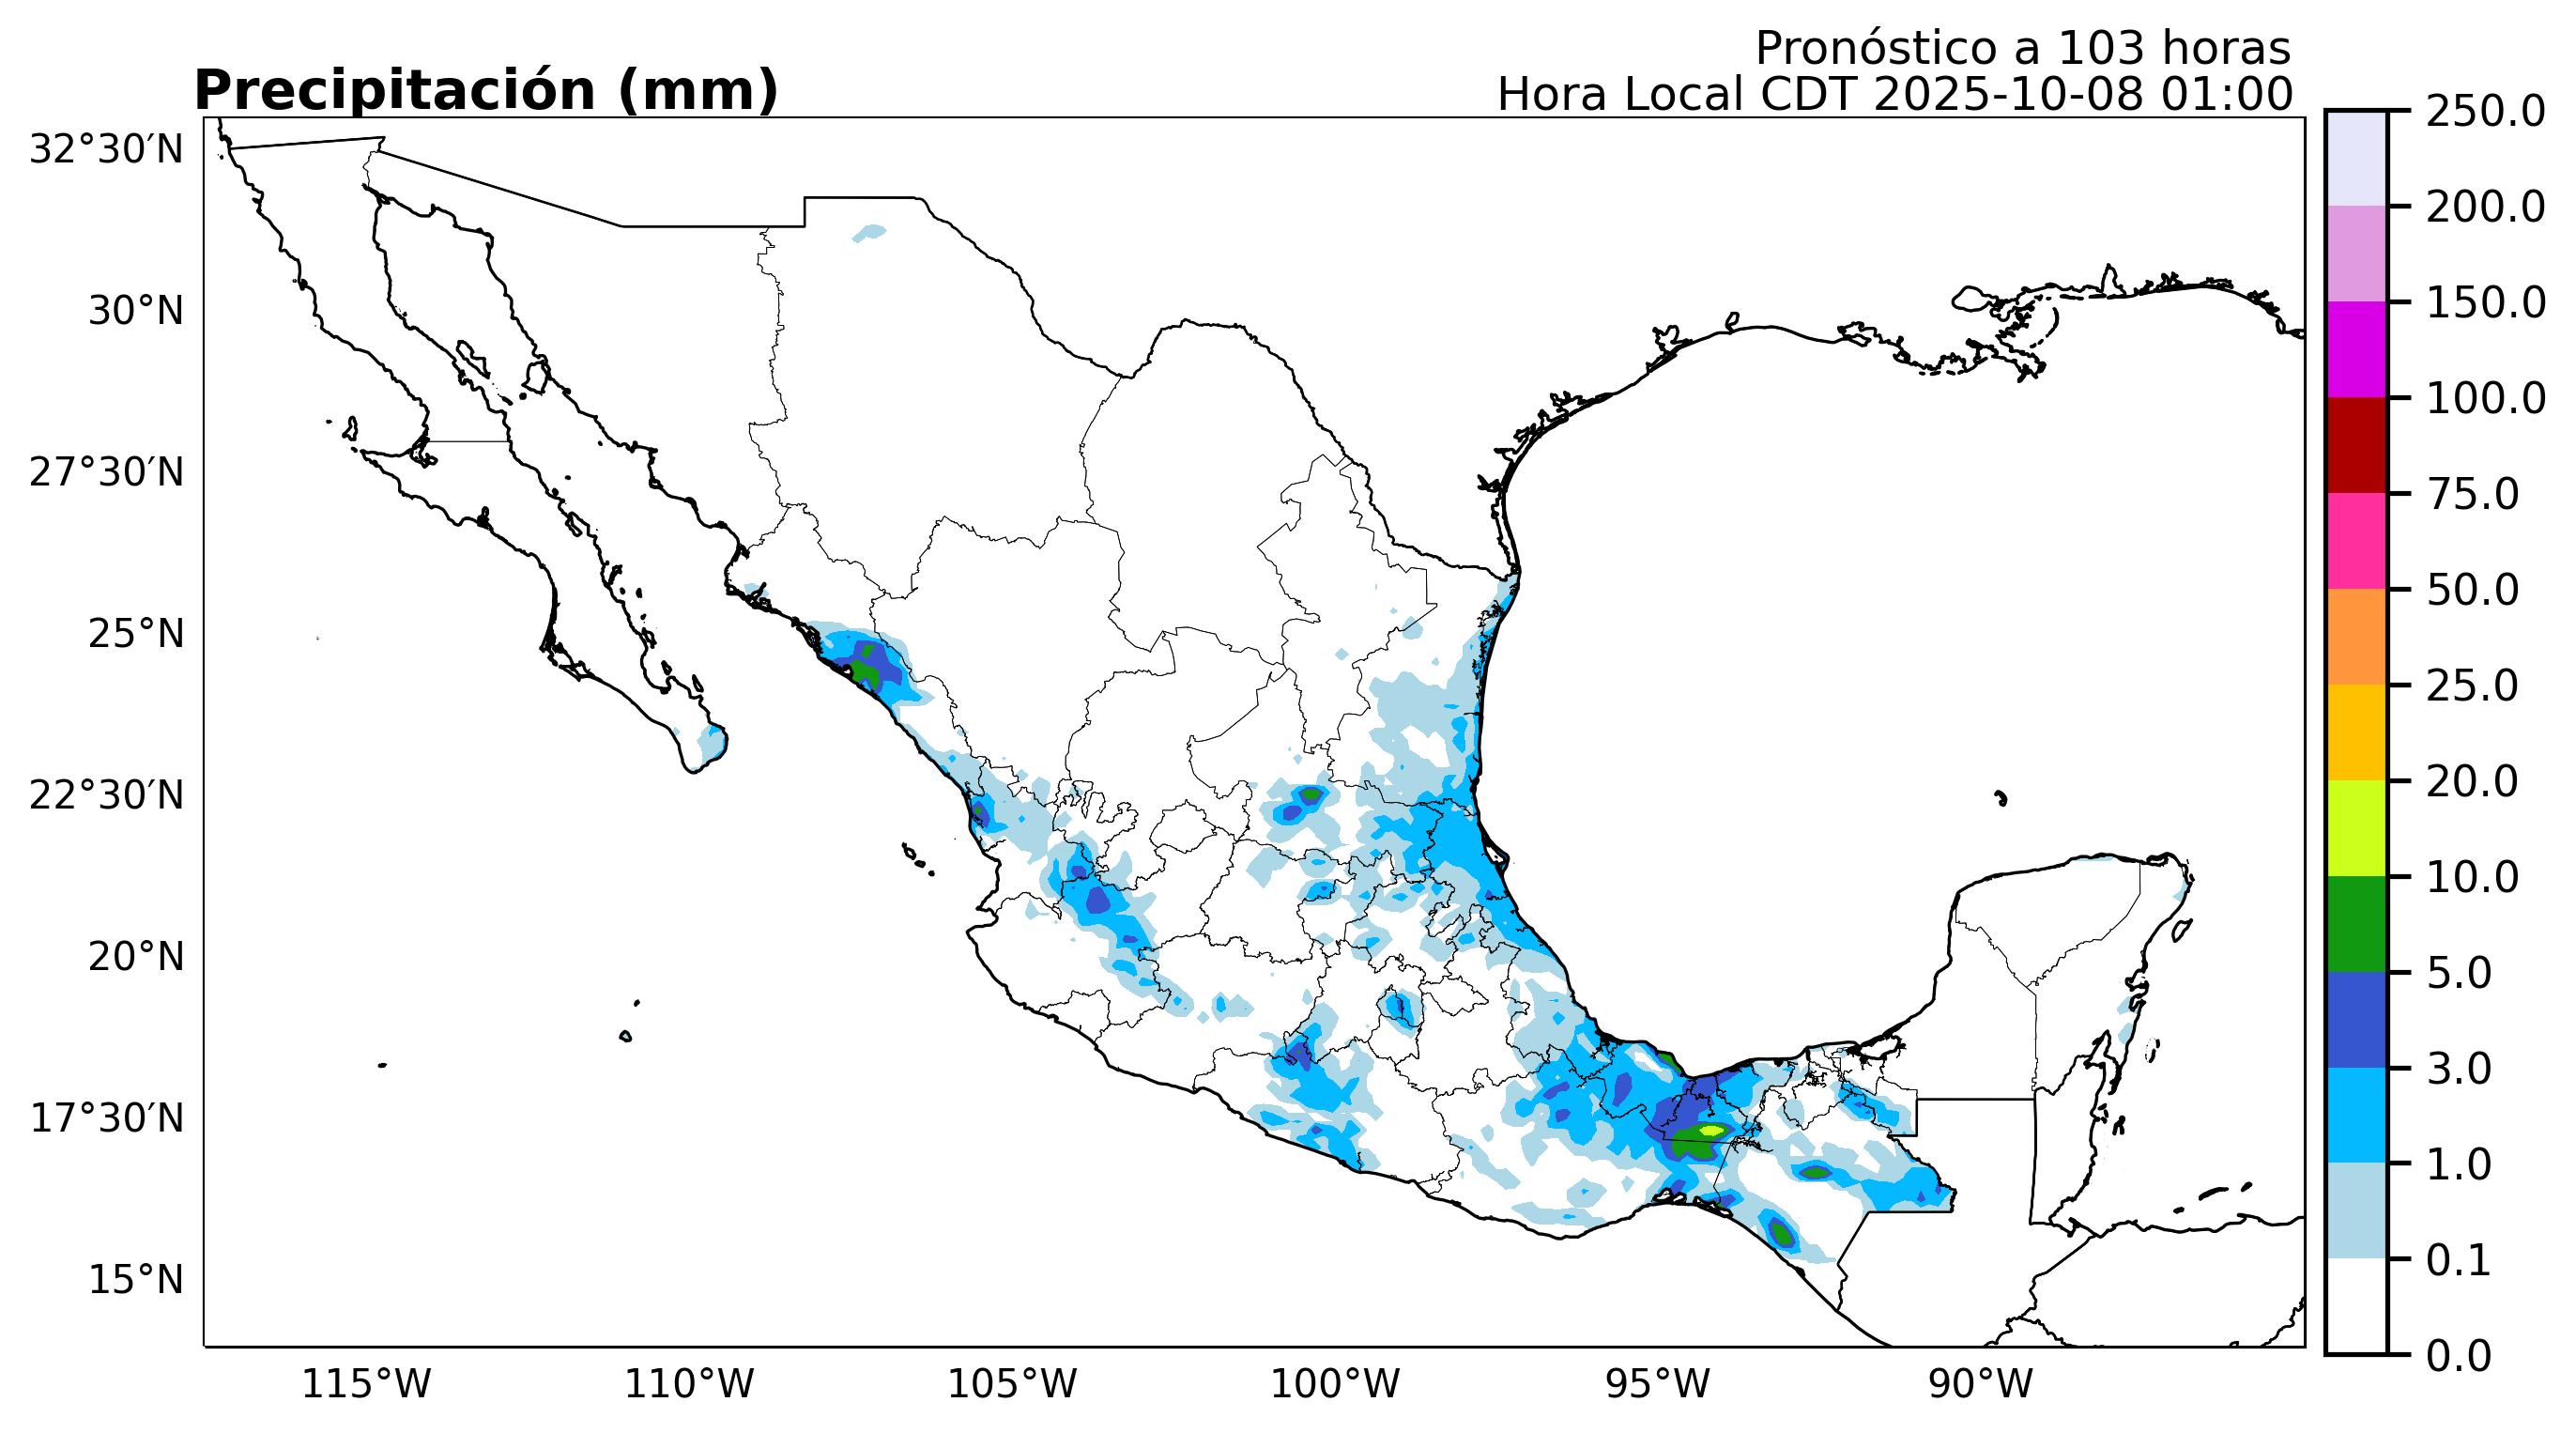 Pronóstico a 103 horas
Precipitación (mm)
Hora Local CDT 2025-10-08 01:00
32°30′N
30°N
27°30′N
25°N
22°30′N
20°N
17°30′N
15°N
115°W
110°W
105°W
100°W
95°W
90°W
250.0
200.0
150.0
100.0
75.0
50.0
25.0
20.0
10.0
5.0
3.0
1.0
0.1
0.0